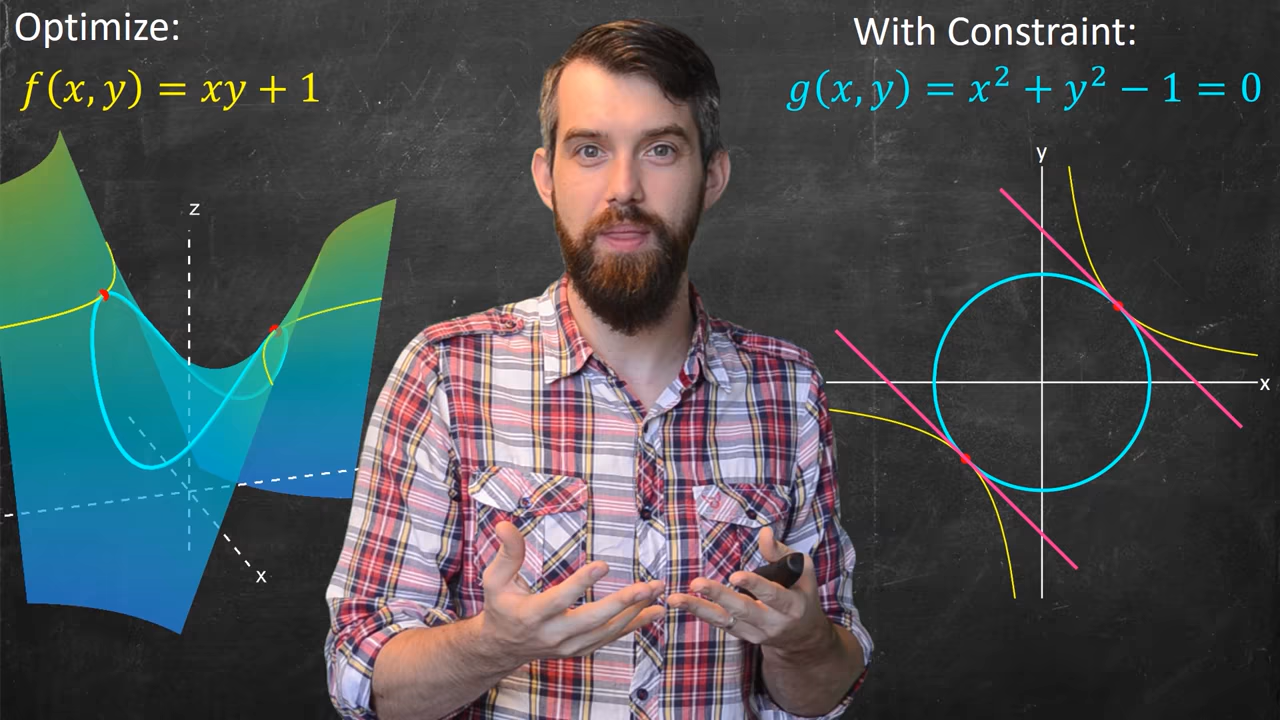 Optimize:
f(x, y) = xy + 1
With Constraint:
g(x, y) = x² + y² − 1 = 0
z
x
y
x